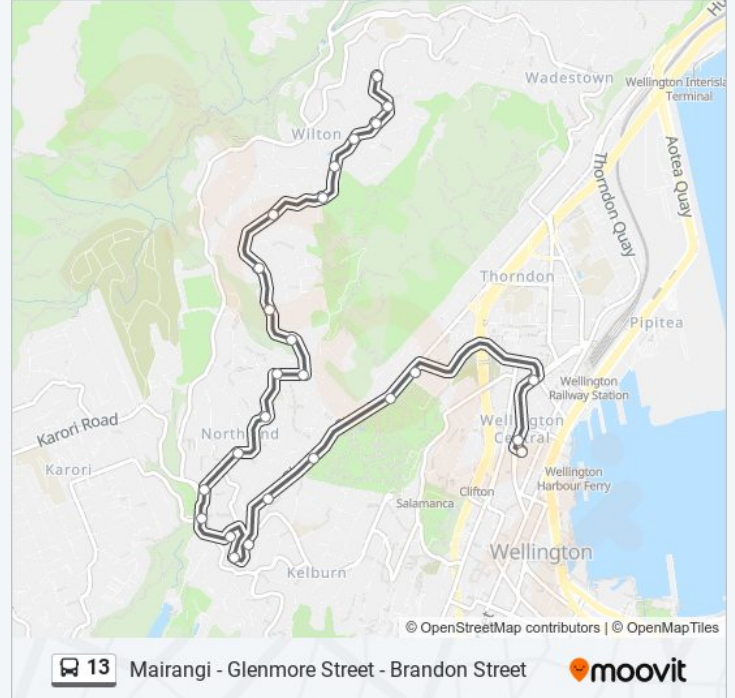 Hu
Wadestown
Wellington Interisla
Terminal
Wilton
Aotea Quay
Thorndon Quay
Thorndon
Pipitea
Wellington
Railway Station
Karori Road
Northland
Wellington
Central
Karori
Wellington
Harbour Ferry
Clifton
Salamanca
Wellington
Kelburn
© OpenStreetMap contributors | © OpenMapTiles
13 Mairangi - Glenmore Street - Brandon Street
moovit